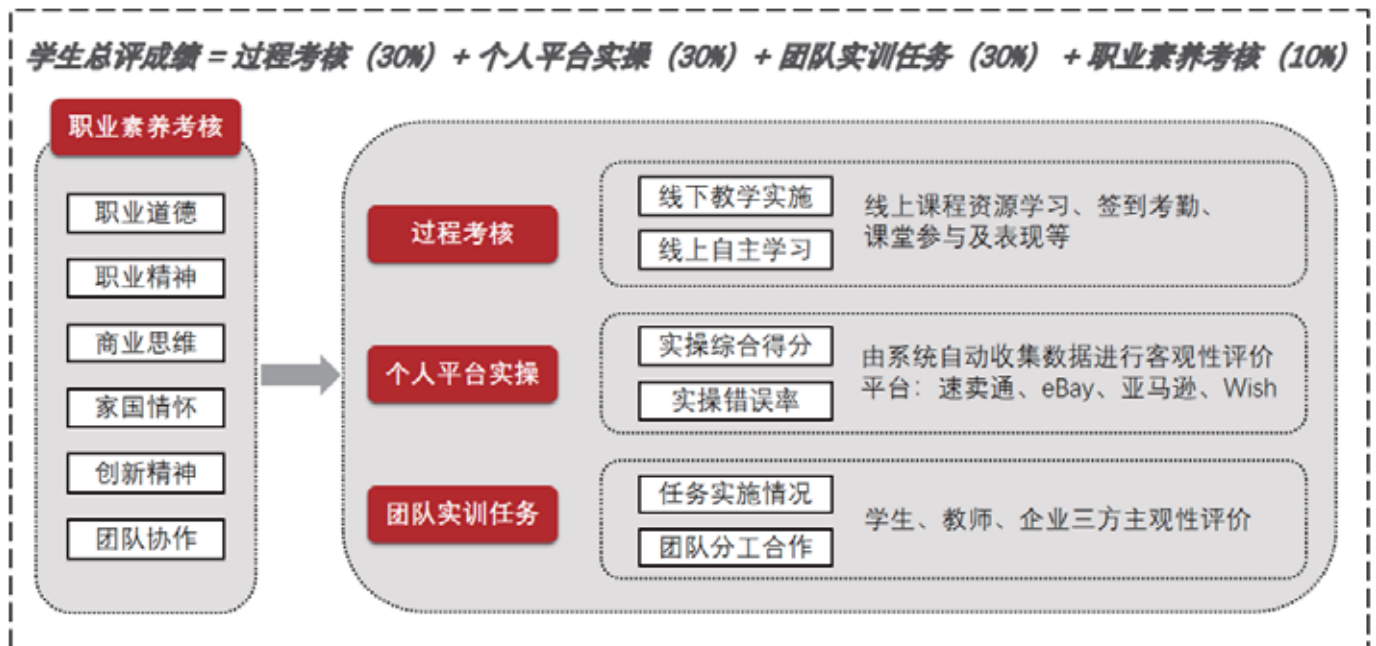 学生总评成绩 = 过程考核（30%）+ 个人平台实操（30%）+ 团队实训任务（30%） + 职业素养考核（10%）
职业素养考核
职业道德
职业精神
商业思维
家国情怀
创新精神
团队协作
过程考核
线下教学实施
线上自主学习
线上课程资源学习、签到考勤、
课堂参与及表现等
个人平台实操
实操综合得分
实操错误率
由系统自动收集数据进行客观性评价
平台：速卖通、eBay、亚马逊、Wish
团队实训任务
任务实施情况
团队分工合作
学生、教师、企业三方主观性评价